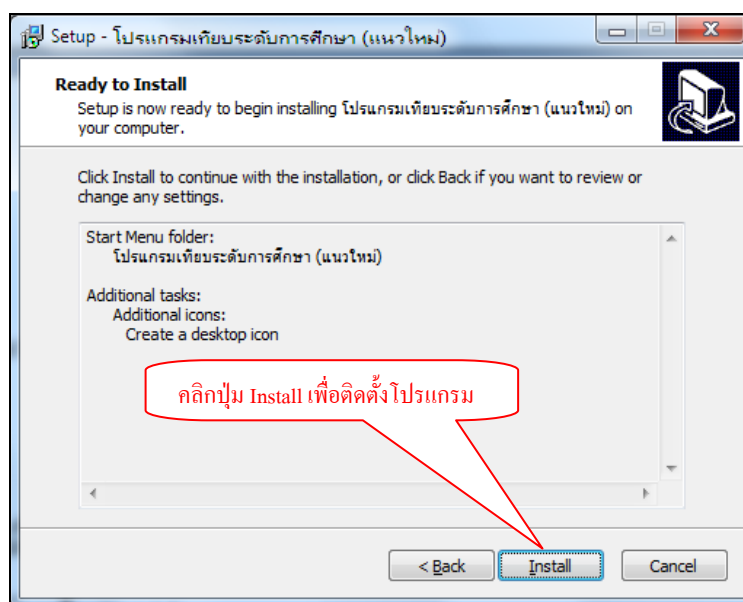 Setup - โปรแกรมเทียบระดับการศึกษา (แนวใหม่)
Ready to Install
Setup is now ready to begin installing โปรแกรมเทียบระดับการศึกษา (แนวใหม่) on
your computer.
Click Install to continue with the installation, or click Back if you want to review or
change any settings.
Start Menu folder:
โปรแกรมเทียบระดับการศึกษา (แนวใหม่)
Additional tasks:
Additional icons:
Create a desktop icon
คลิกปุ่ม Install เพื่อติดตั้งโปรแกรม
< Back
Install
Cancel